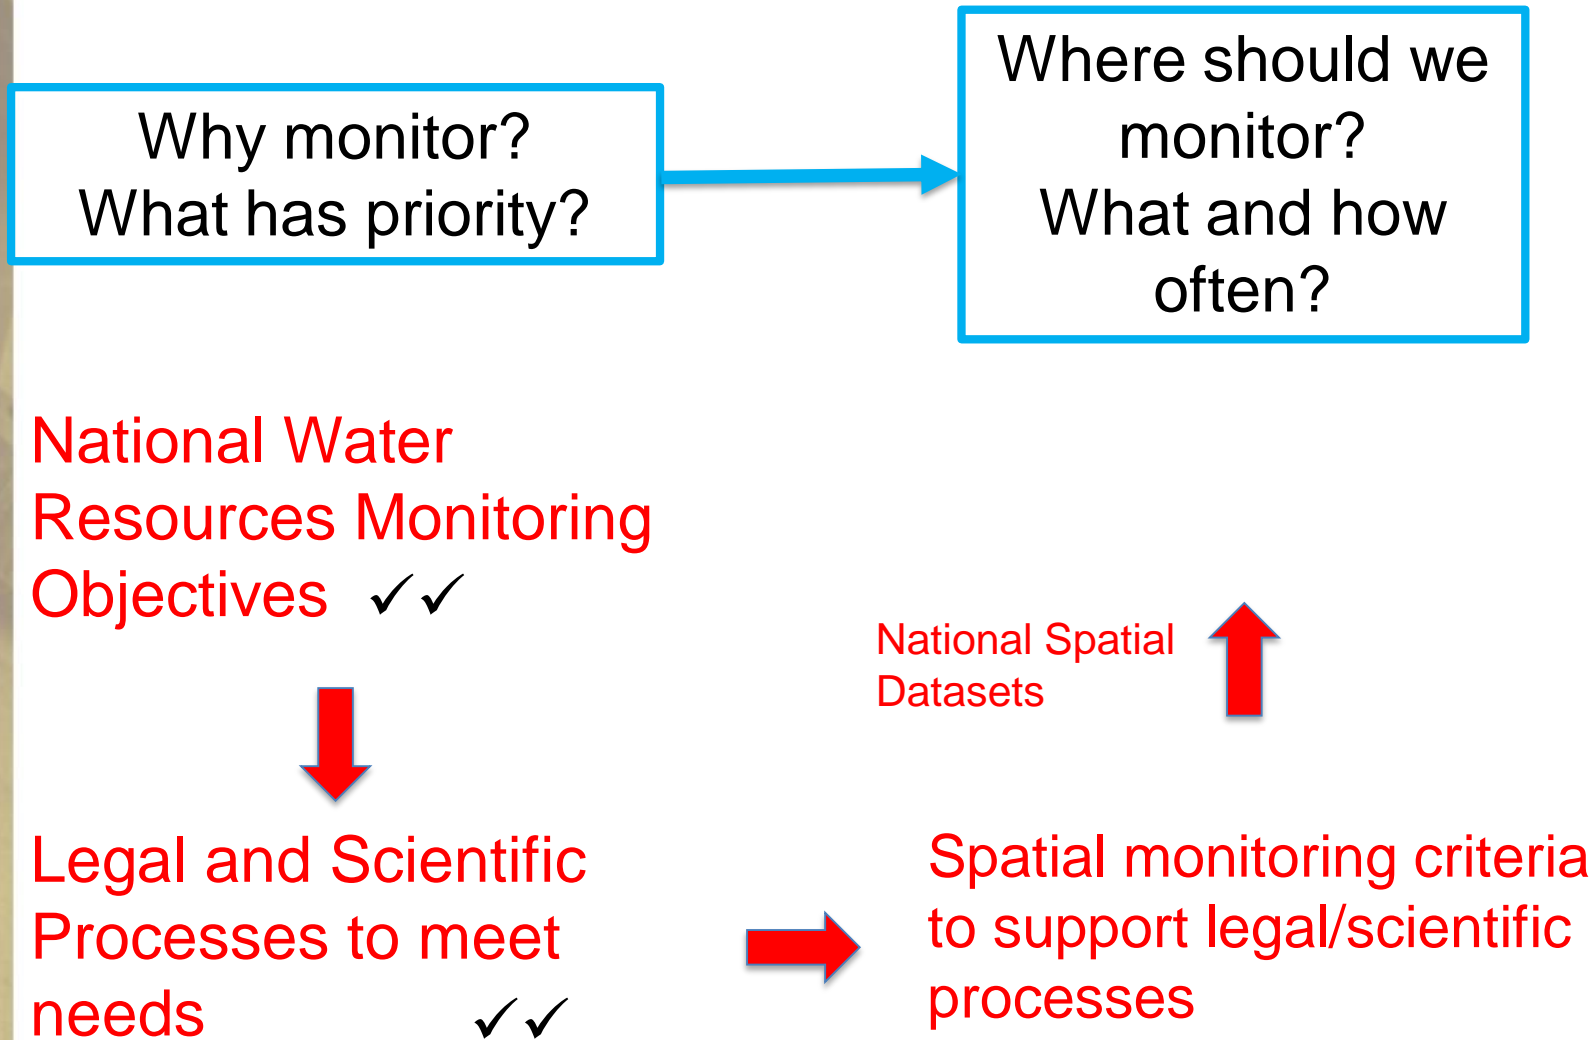 Why monitor?
What has priority?
Where should we
monitor?
What and how
often?
National Water
Resources Monitoring
Objectives ✓✓
National Spatial
Datasets
Legal and Scientific
Processes to meet
needs ✓✓
Spatial monitoring criteria
to support legal/scientific
processes